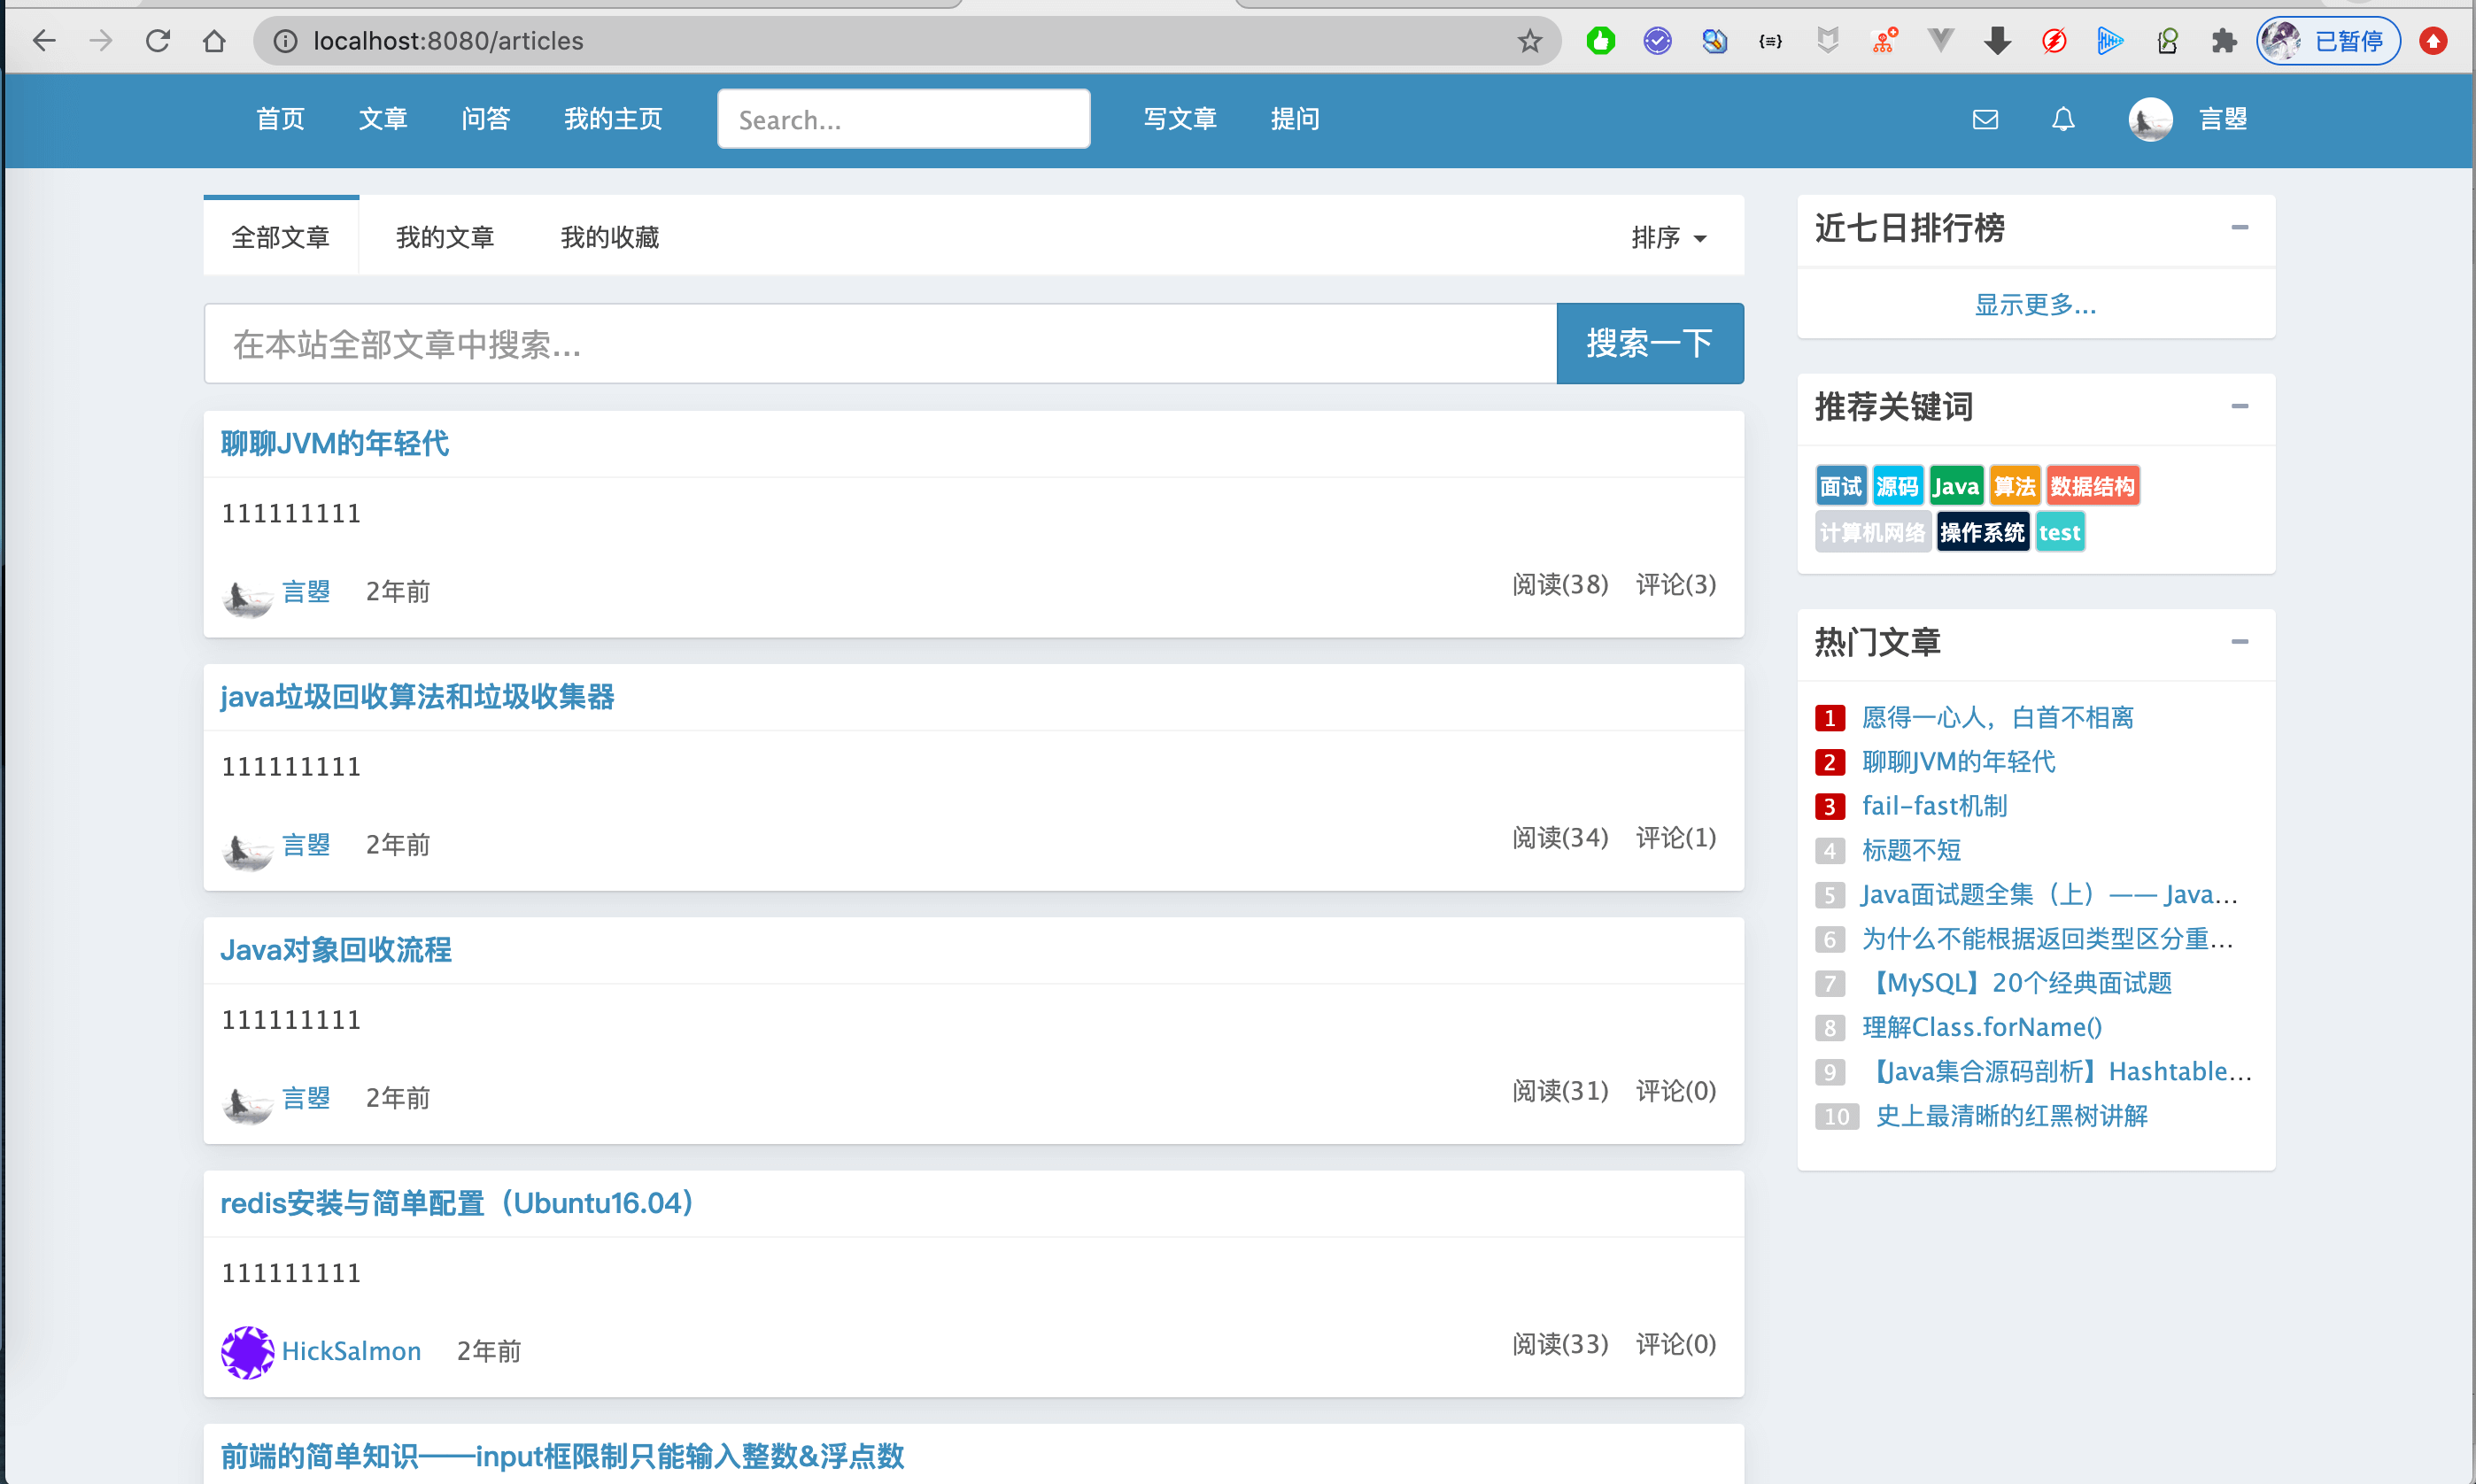 localhost:8080/articles
已暂停
首页 文章 问答 我的主页 Search... 写文章 提问 言曌
全部文章 我的文章 我的收藏 排序
在本站全部文章中搜索... 搜索一下
聊聊JVM的年轻代
111111111
言曌 2年前 阅读(38) 评论(3)
java垃圾回收算法和垃圾收集器
111111111
言曌 2年前 阅读(34) 评论(1)
Java对象回收流程
111111111
言曌 2年前 阅读(31) 评论(0)
redis安装与简单配置（Ubuntu16.04）
111111111
HickSalmon 2年前 阅读(33) 评论(0)
前端的简单知识——input框限制只能输入整数&浮点数
近七日排行榜
显示更多...
推荐关键词
面试 源码 Java 算法 数据结构
计算机网络 操作系统 test
热门文章
1 愿得一心人，白首不相离
2 聊聊JVM的年轻代
3 fail-fast机制
4 标题不短
5 Java面试题全集（上）—— Java...
6 为什么不能根据返回类型区分重...
7 【MySQL】20个经典面试题
8 理解Class.forName()
9 【Java集合源码剖析】Hashtable...
10 史上最清晰的红黑树讲解